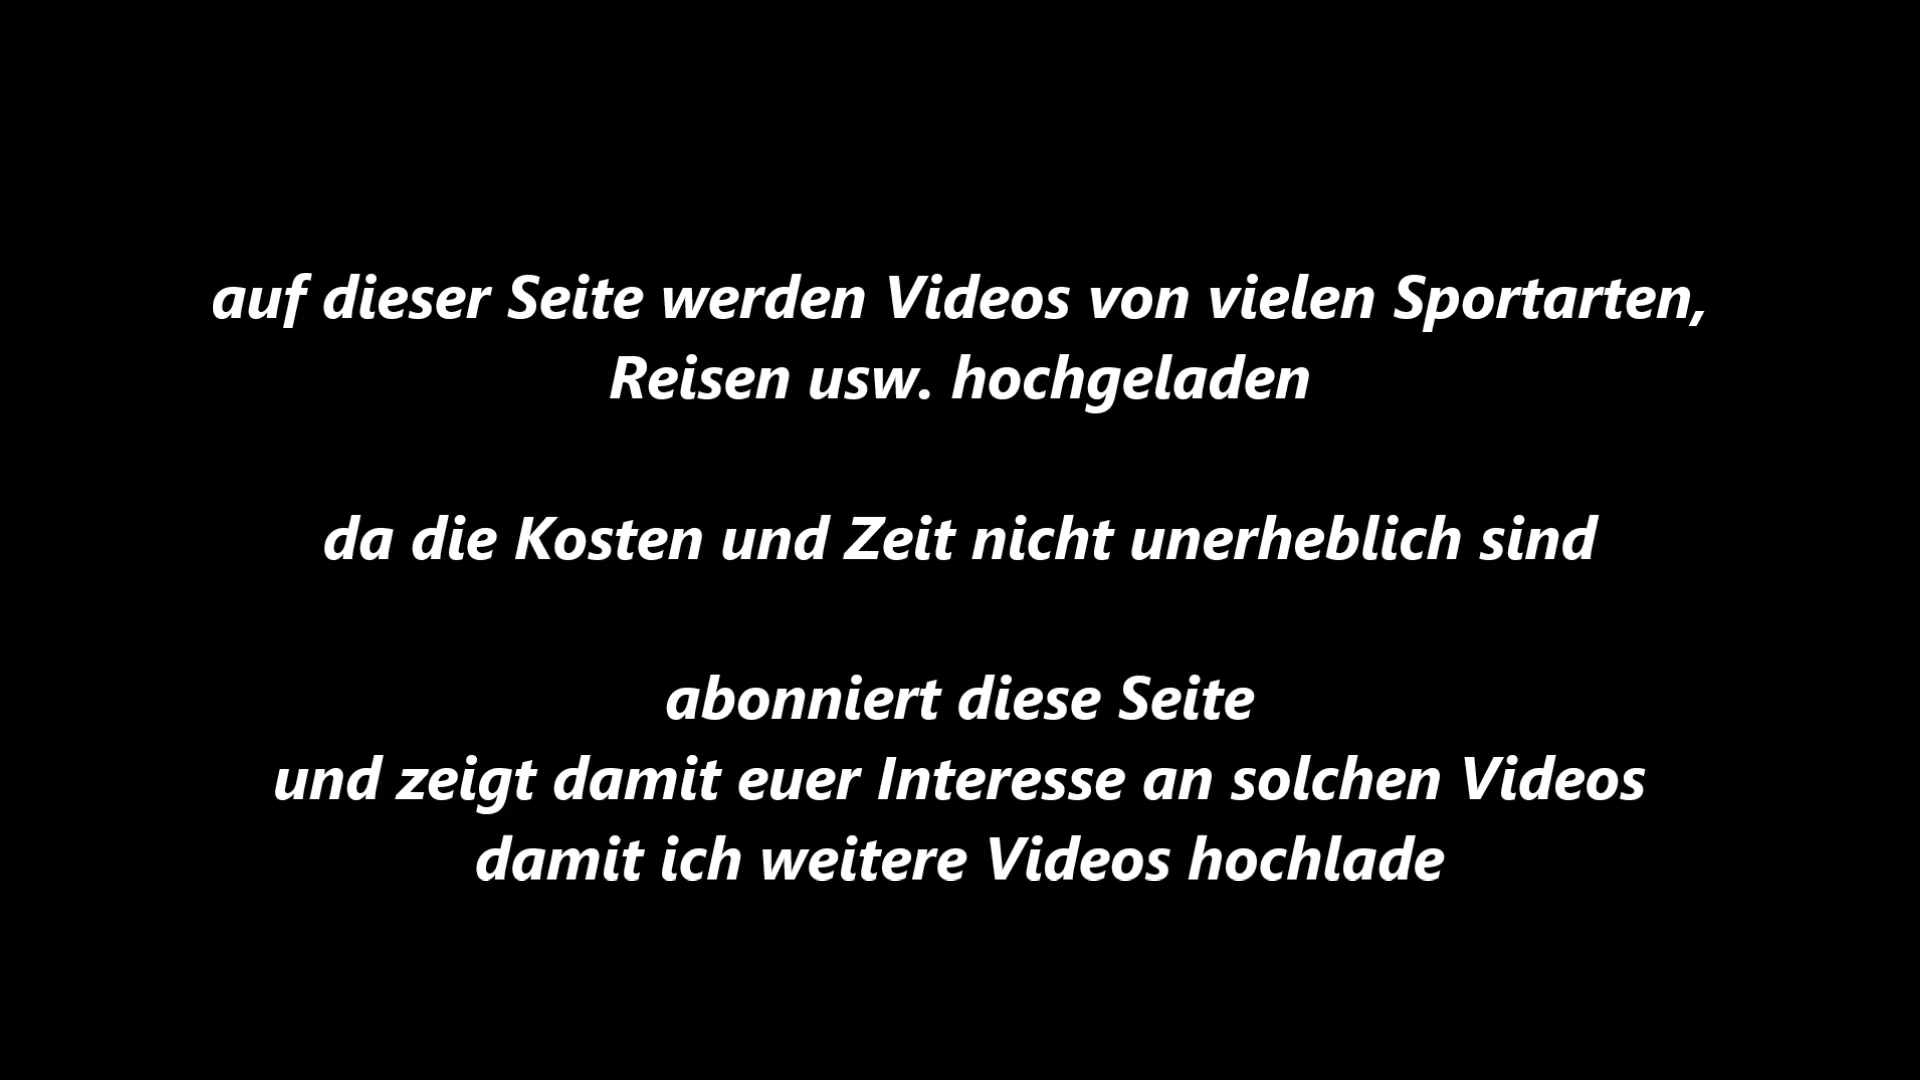 auf dieser Seite werden Videos von vielen Sportarten,
Reisen usw. hochgeladen
da die Kosten und Zeit nicht unerheblich sind
abonniert diese Seite
und zeigt damit euer Interesse an solchen Videos
damit ich weitere Videos hochlade